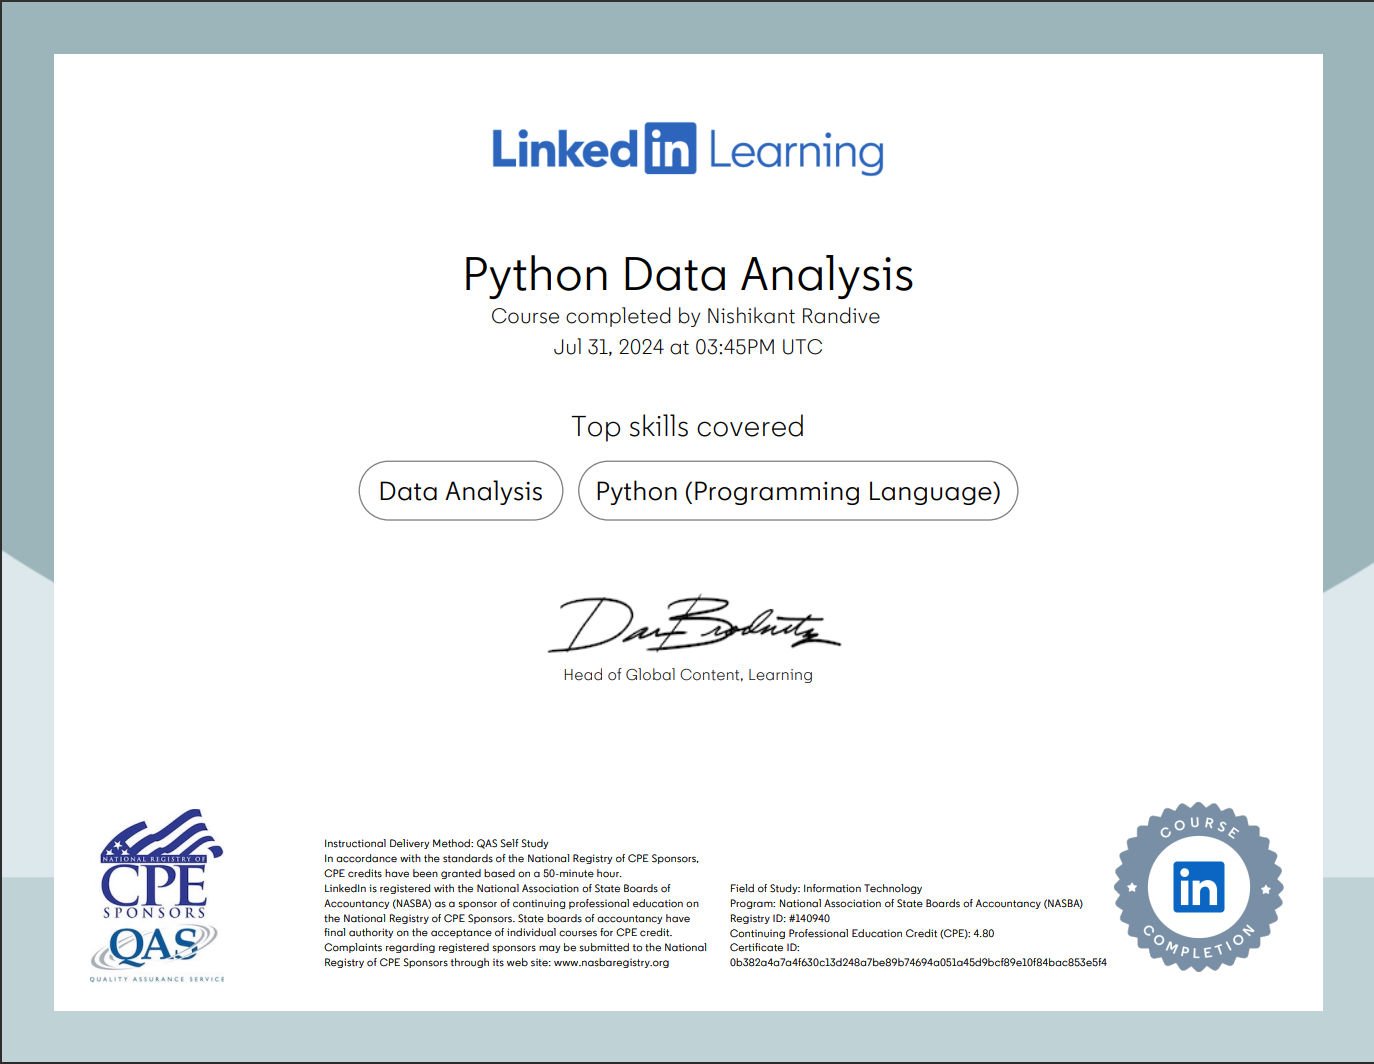 Linked in Learning
Python Data Analysis
Course completed by Nishikant Randive
Jul 31, 2024 at 03:45PM UTC
Top skills covered
Data Analysis
Python (Programming Language)
Dan Brodnitz
Head of Global Content, Learning
NATIONAL REGISTRY OF
CPE
SPONSORS
QAS
QUALITY ASSURANCE SERVICE
Instructional Delivery Method: QAS Self Study
In accordance with the standards of the National Registry of CPE Sponsors,
CPE credits have been granted based on a 50-minute hour.
LinkedIn is registered with the National Association of State Boards of
Accountancy (NASBA) as a sponsor of continuing professional education on
the National Registry of CPE Sponsors. State boards of accountancy have
final authority on the acceptance of individual courses for CPE credit.
Complaints regarding registered sponsors may be submitted to the National
Registry of CPE Sponsors through its web site: www.nasbaregistry.org
Field of Study: Information Technology
Program: National Association of State Boards of Accountancy (NASBA)
Registry ID: #140940
Continuing Professional Education Credit (CPE): 4.80
Certificate ID:
0b382a4a7a4f630c13d248a7be89b74694a051a45d9bcf89e10f84bac853e5f4
COURSE
in
COMPLETION